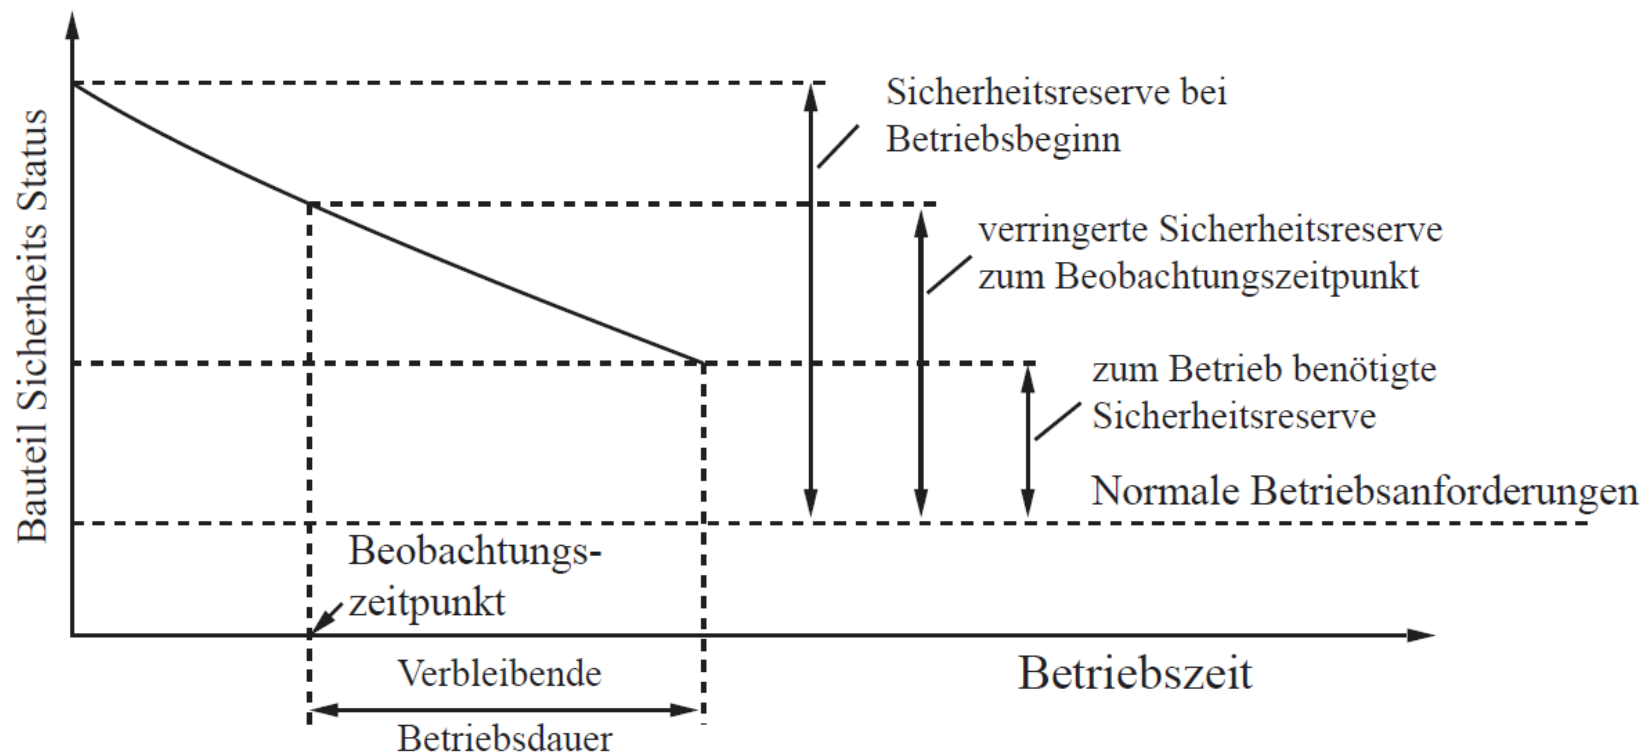 Bauteil Sicherheits Status
Sicherheitsreserve bei
Betriebsbeginn
verringerte Sicherheitsreserve
zum Beobachtungszeitpunkt
zum Betrieb benötigte
Sicherheitsreserve
Normale Betriebsanforderungen
Beobachtungs-
zeitpunkt
Verbleibende
Betriebsdauer
Betriebszeit